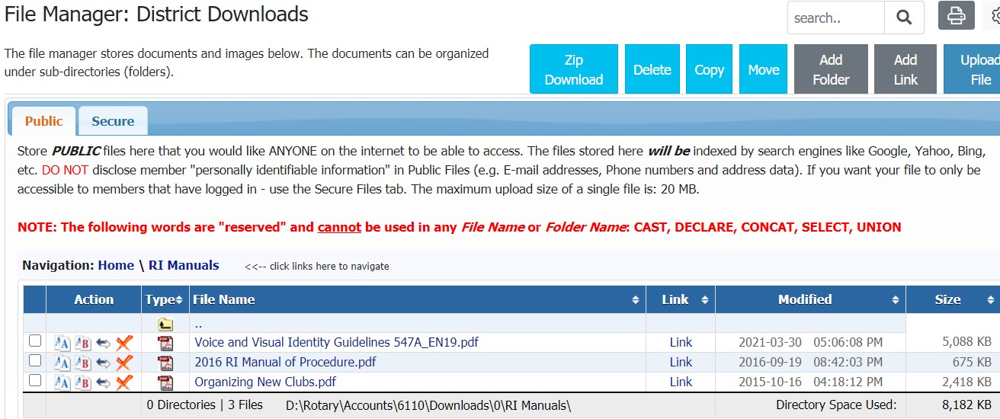 File Manager: District Downloads
search..
The file manager stores documents and images below. The documents can be organized
under sub-directories (folders).
Zip
Download
Delete
Copy
Move
Add
Folder
Add
Link
Upload
File
Public
Secure
Store PUBLIC files here that you would like ANYONE on the internet to be able to access. The files stored here will be indexed by search engines like Google, Yahoo, Bing,
etc. DO NOT disclose member "personally identifiable information" in Public Files (e.g. E-mail addresses, Phone numbers and address data). If you want your file to only be
accessible to members that have logged in - use the Secure Files tab. The maximum upload size of a single file is: 20 MB.
NOTE: The following words are "reserved" and cannot be used in any File Name or Folder Name: CAST, DECLARE, CONCAT, SELECT, UNION
Navigation: Home \ RI Manuals <<-- click links here to navigate
Action Type File Name Link Modified Size
..
Voice and Visual Identity Guidelines 547A_EN19.pdf Link 2021-03-30 05:06:08 PM 5,088 KB
2016 RI Manual of Procedure.pdf Link 2016-09-19 08:42:03 PM 675 KB
Organizing New Clubs.pdf Link 2015-10-16 04:18:12 PM 2,418 KB
0 Directories | 3 Files D:\Rotary\Accounts\6110\Downloads\0\RI Manuals\ Directory Space Used: 8,182 KB